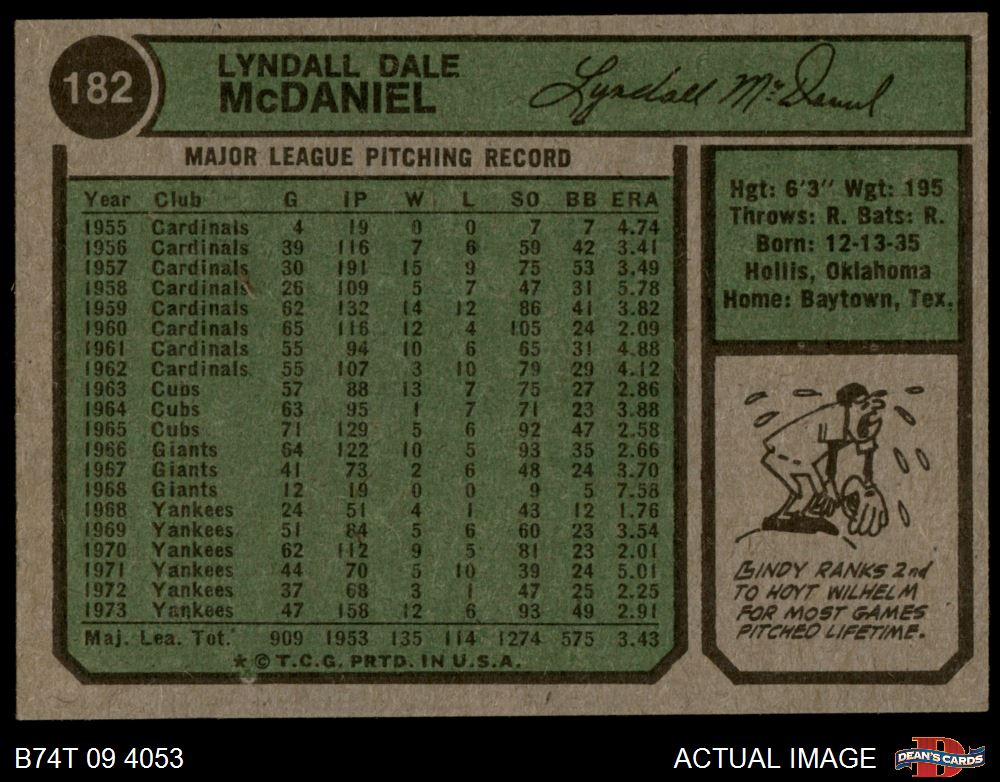 182
LYNDALL DALE
McDANIEL
Lyndall McDaniel
MAJOR LEAGUE PITCHING RECORD
Year Club G IP W L SO BB ERA
1955 Cardinals 4 19 0 0 7 7 4.74
1956 Cardinals 39 116 7 6 59 42 3.41
1957 Cardinals 30 191 15 9 75 53 3.49
1958 Cardinals 26 109 5 7 47 31 5.78
1959 Cardinals 62 132 14 12 86 41 3.82
1960 Cardinals 65 116 12 4 105 24 2.09
1961 Cardinals 55 94 10 6 65 31 4.88
1962 Cardinals 55 107 3 10 79 29 4.12
1963 Cubs 57 88 13 7 75 27 2.86
1964 Cubs 63 95 1 7 71 23 3.88
1965 Cubs 71 129 5 6 92 47 2.58
1966 Giants 64 122 10 5 93 35 2.66
1967 Giants 41 73 2 6 48 24 3.70
1968 Giants 12 19 0 0 9 5 7.58
1968 Yankees 24 51 4 1 43 12 1.76
1969 Yankees 51 84 5 6 60 23 3.54
1970 Yankees 62 112 9 5 81 23 2.01
1971 Yankees 44 70 5 10 39 24 5.01
1972 Yankees 37 68 3 1 47 25 2.25
1973 Yankees 47 158 12 6 93 49 2.91
Maj. Lea. Tot. 909 1953 135 114 1274 575 3.43
* © T.C.G. PRTD. IN U.S.A.
Hgt: 6'3" Wgt: 195
Throws: R. Bats: R.
Born: 12-13-35
Hollis, Oklahoma
Home: Baytown, Tex.
LINDY RANKS 2nd
TO HOYT WILHELM
FOR MOST GAMES
PITCHED LIFETIME.
B74T 09 4053
ACTUAL IMAGE
D
DEAN'S CARDS